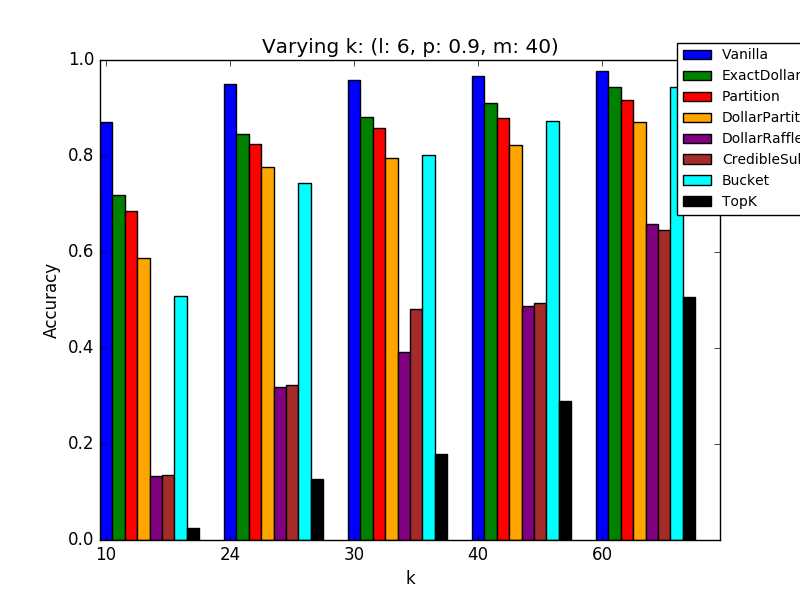 Varying k: (l: 6, p: 0.9, m: 40)
Vanilla
ExactDollar
Partition
DollarPartit
DollarRaffle
CredibleSu
Bucket
TopK
1.0
0.8
0.6
0.4
0.2
0.0
Accuracy
10 24 30 40 60
k